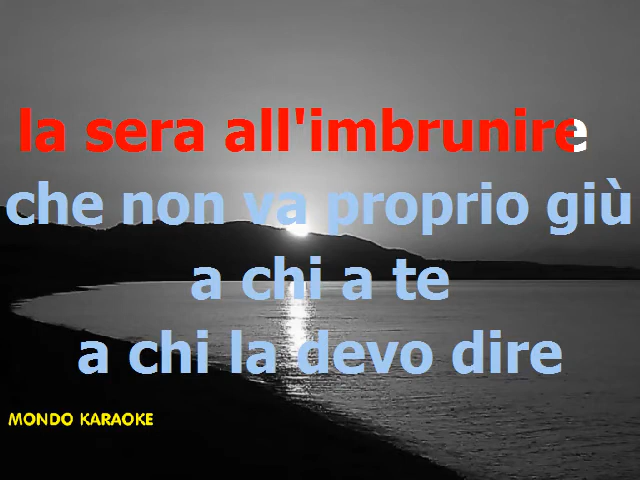 la sera all'imbrunire
che non va proprio giù
a chi a te
a chi la devo dire
MONDO KARAOKE